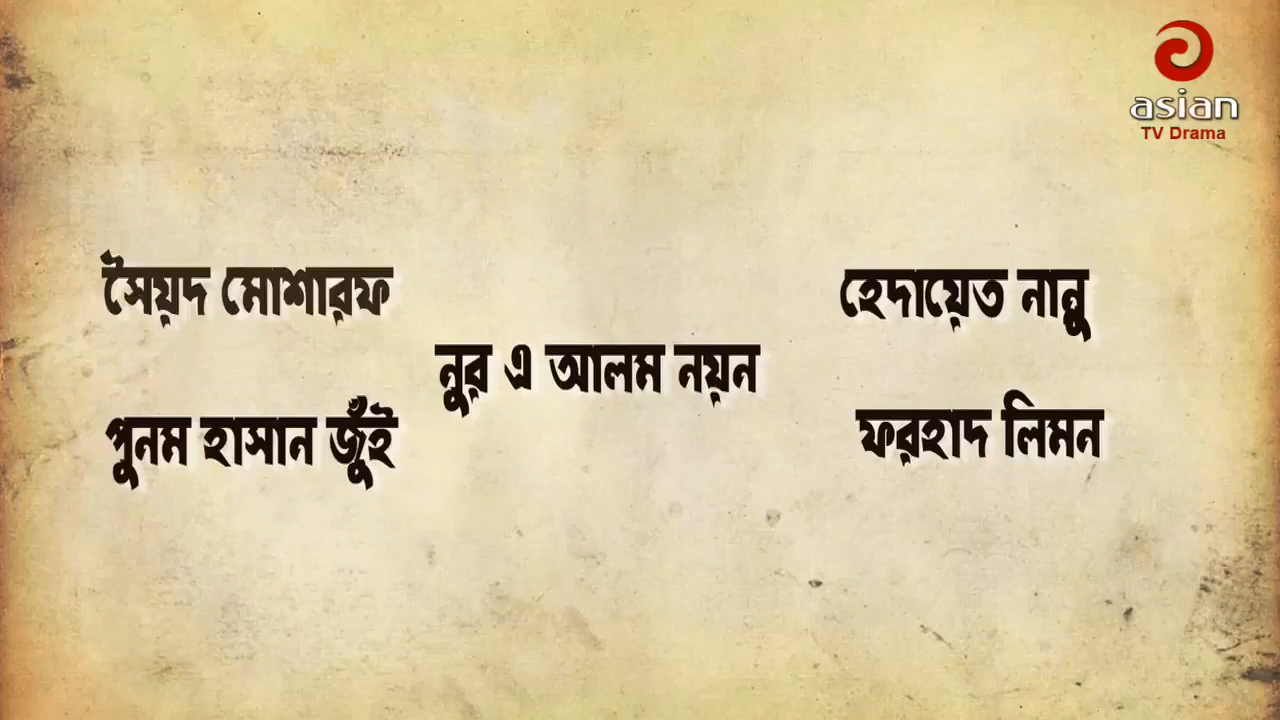 asian
TV Drama
সৈয়দ মোশারফ
হেদায়েত নান্নু
নুর এ আলম নয়ন
পুনম হাসান জুঁই
ফরহাদ লিমন